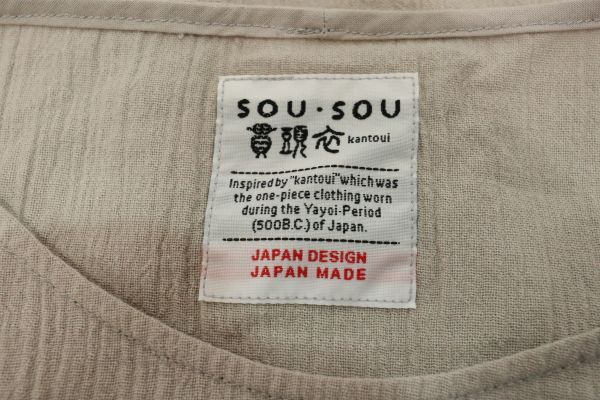 SOU・SOU
貫頭衣 kantoui
Inspired by "kantoui" which was
the one-piece clothing worn
during the Yayoi-Period
(500B.C.) of Japan.
JAPAN DESIGN
JAPAN MADE